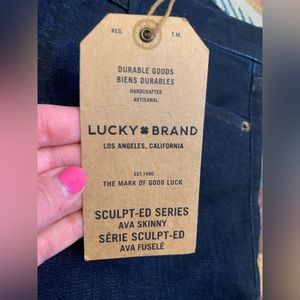 REG. T.M.
DURABLE GOODS
BIENS DURABLES
HANDCRAFTED
ARTISANAL
LUCKY BRAND
LOS ANGELES, CALIFORNIA
EST.1990
THE MARK OF GOOD LUCK
SCULPT-ED SERIES
AVA SKINNY
SÉRIE SCULPT-ED
AVA FUSELÉ